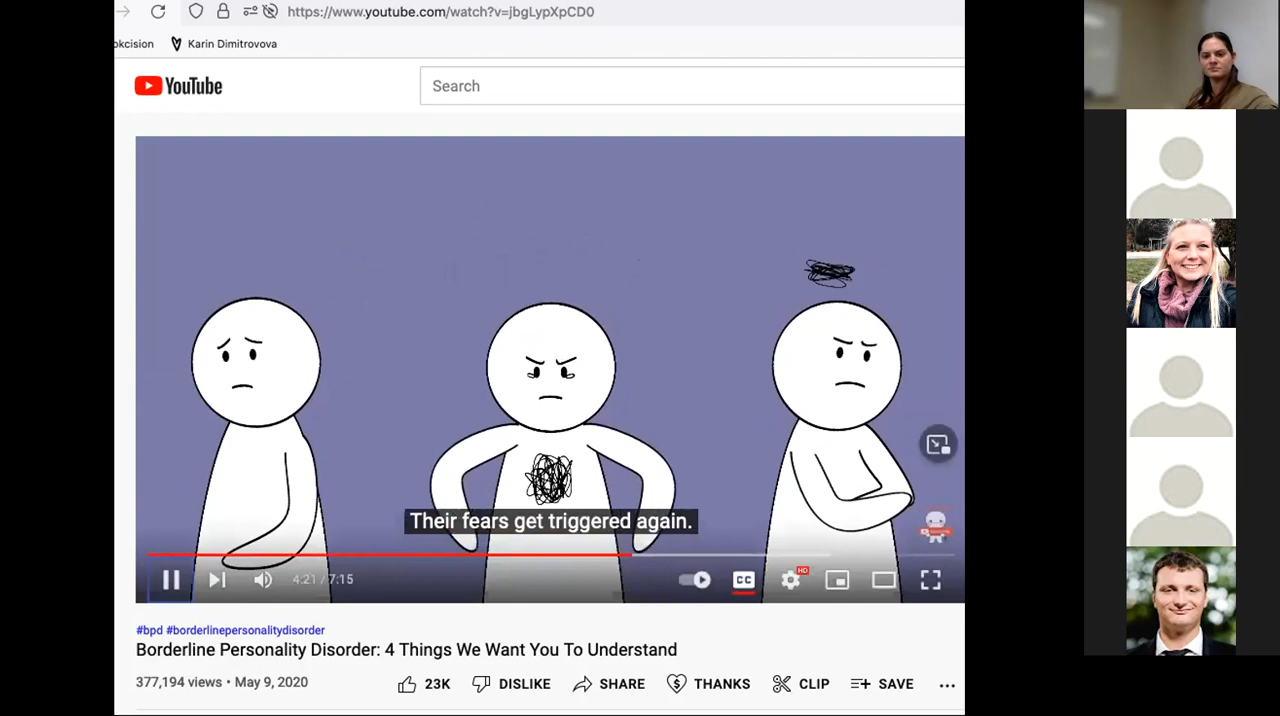 https://www.youtube.com/watch?v=jbgLypXpCD0
okcision Karin Dimitrovova
YouTube
Search
Their fears get triggered again.
4:21 / 7:15
CC
HD
#bpd #borderlinepersonalitydisorder
Borderline Personality Disorder: 4 Things We Want You To Understand
377,194 views • May 9, 2020
23K DISLIKE SHARE THANKS CLIP SAVE ...